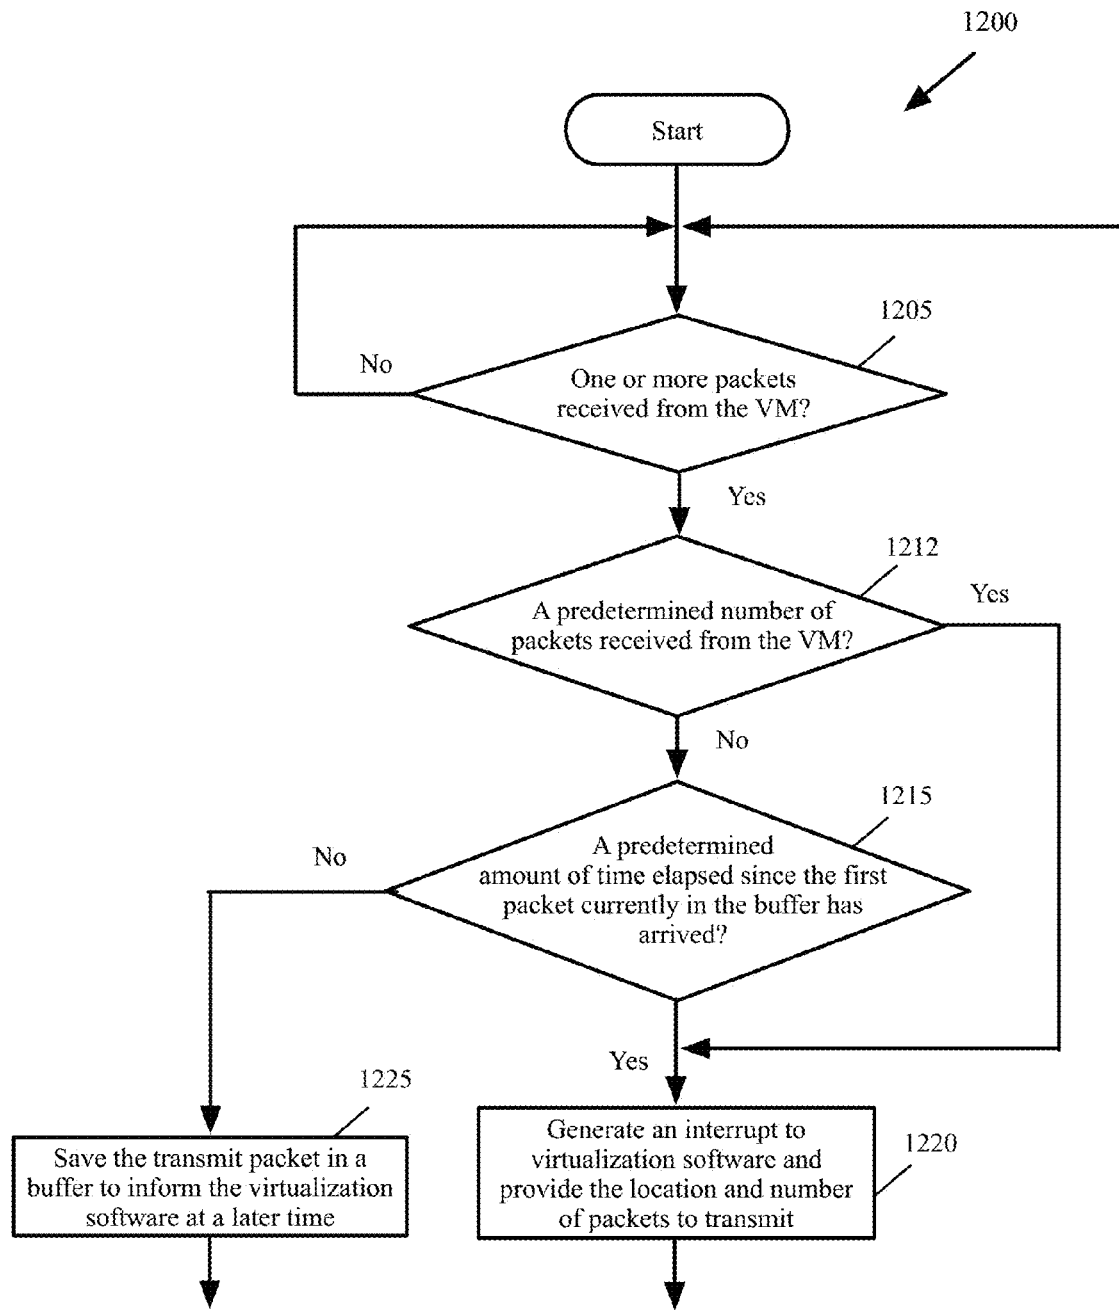 1200
Start
1205
No
One or more packets
received from the VM?
Yes
1212
Yes
A predetermined number of
packets received from the VM?
No
1215
No
A predetermined
amount of time elapsed since the first
packet currently in the buffer has
arrived?
Yes
1225
Save the transmit packet in a
buffer to inform the virtualization
software at a later time
Generate an interrupt to
virtualization software and
provide the location and number
of packets to transmit
1220